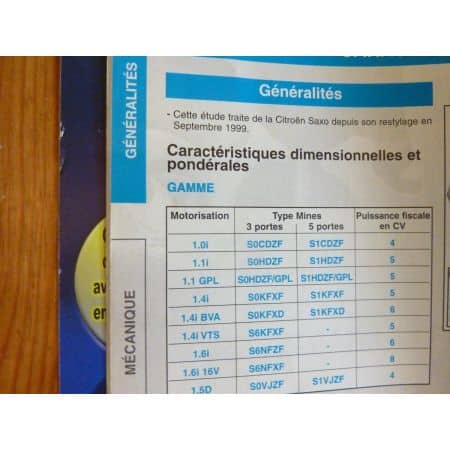 GÉNÉRALITÉS
Généralités
- Cette étude traite de la Citroën Saxo depuis son restylage en
Septembre 1999.
Caractéristiques dimensionnelles et
pondérales
GAMME
Motorisation Type Mines Puissance fiscale
3 portes 5 portes en CV
1.0i S0CDZF S1CDZF 4
1.1i S0HDZF S1HDZF 5
1.1 GPL S0HDZF/GPL S1HDZF/GPL 5
1.4i S0KFXF S1KFXF 5
1.4i BVA S0KFXD S1KFXD 6
1.4i VTS S6KFXF - 5
1.6i S6NFZF - 6
1.6i 16V S6NFXF - 8
1.5D S0VJZF S1VJZF 4
MÉCANIQUE